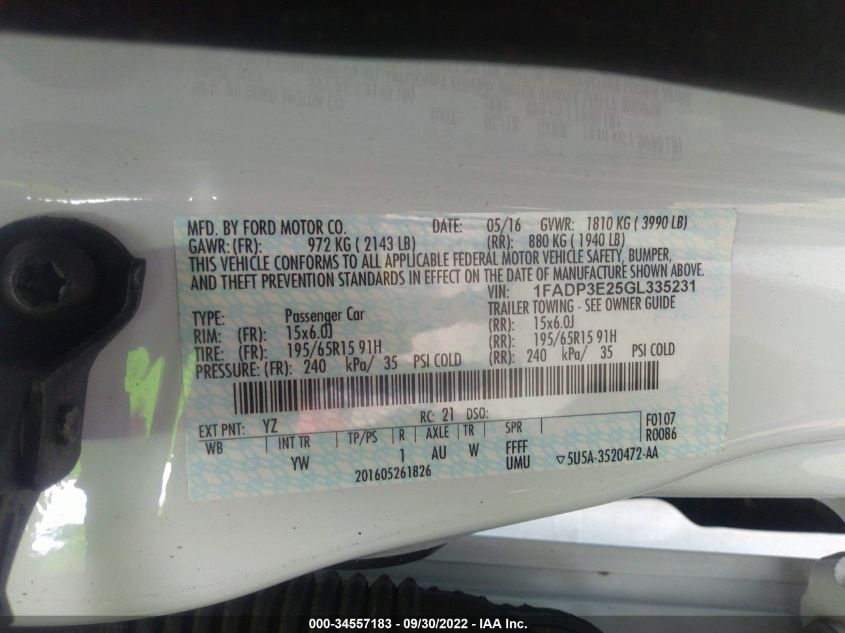 MFD. BY FORD MOTOR CO. DATE: 05/16 GVWR: 1810 KG ( 3990 LB)
GAWR: (FR): 972 KG ( 2143 LB) (RR): 880 KG ( 1940 LB)
THIS VEHICLE CONFORMS TO ALL APPLICABLE FEDERAL MOTOR VEHICLE SAFETY, BUMPER,
AND THEFT PREVENTION STANDARDS IN EFFECT ON THE DATE OF MANUFACTURE SHOWN ABOVE.
VIN: 1FADP3E25GL335231
TYPE: Passenger Car TRAILER TOWING - SEE OWNER GUIDE
RIM: (FR): 15x6.0J (RR): 15x6.0J
TIRE: (FR): 195/65R15 91H (RR): 195/65R15 91H
PRESSURE: (FR): 240 kPa/ 35 PSI COLD (RR): 240 kPa/ 35 PSI COLD
EXT PNT: YZ RC: 21 DSO:
WB INT TR TP/PS R AXLE TR SPR F0107
R0086
YW 1 AU W FFFF
UMU
201605261826 ▽5U5A-3520472-AA
000-34557183 - 09/30/2022 - IAA Inc.